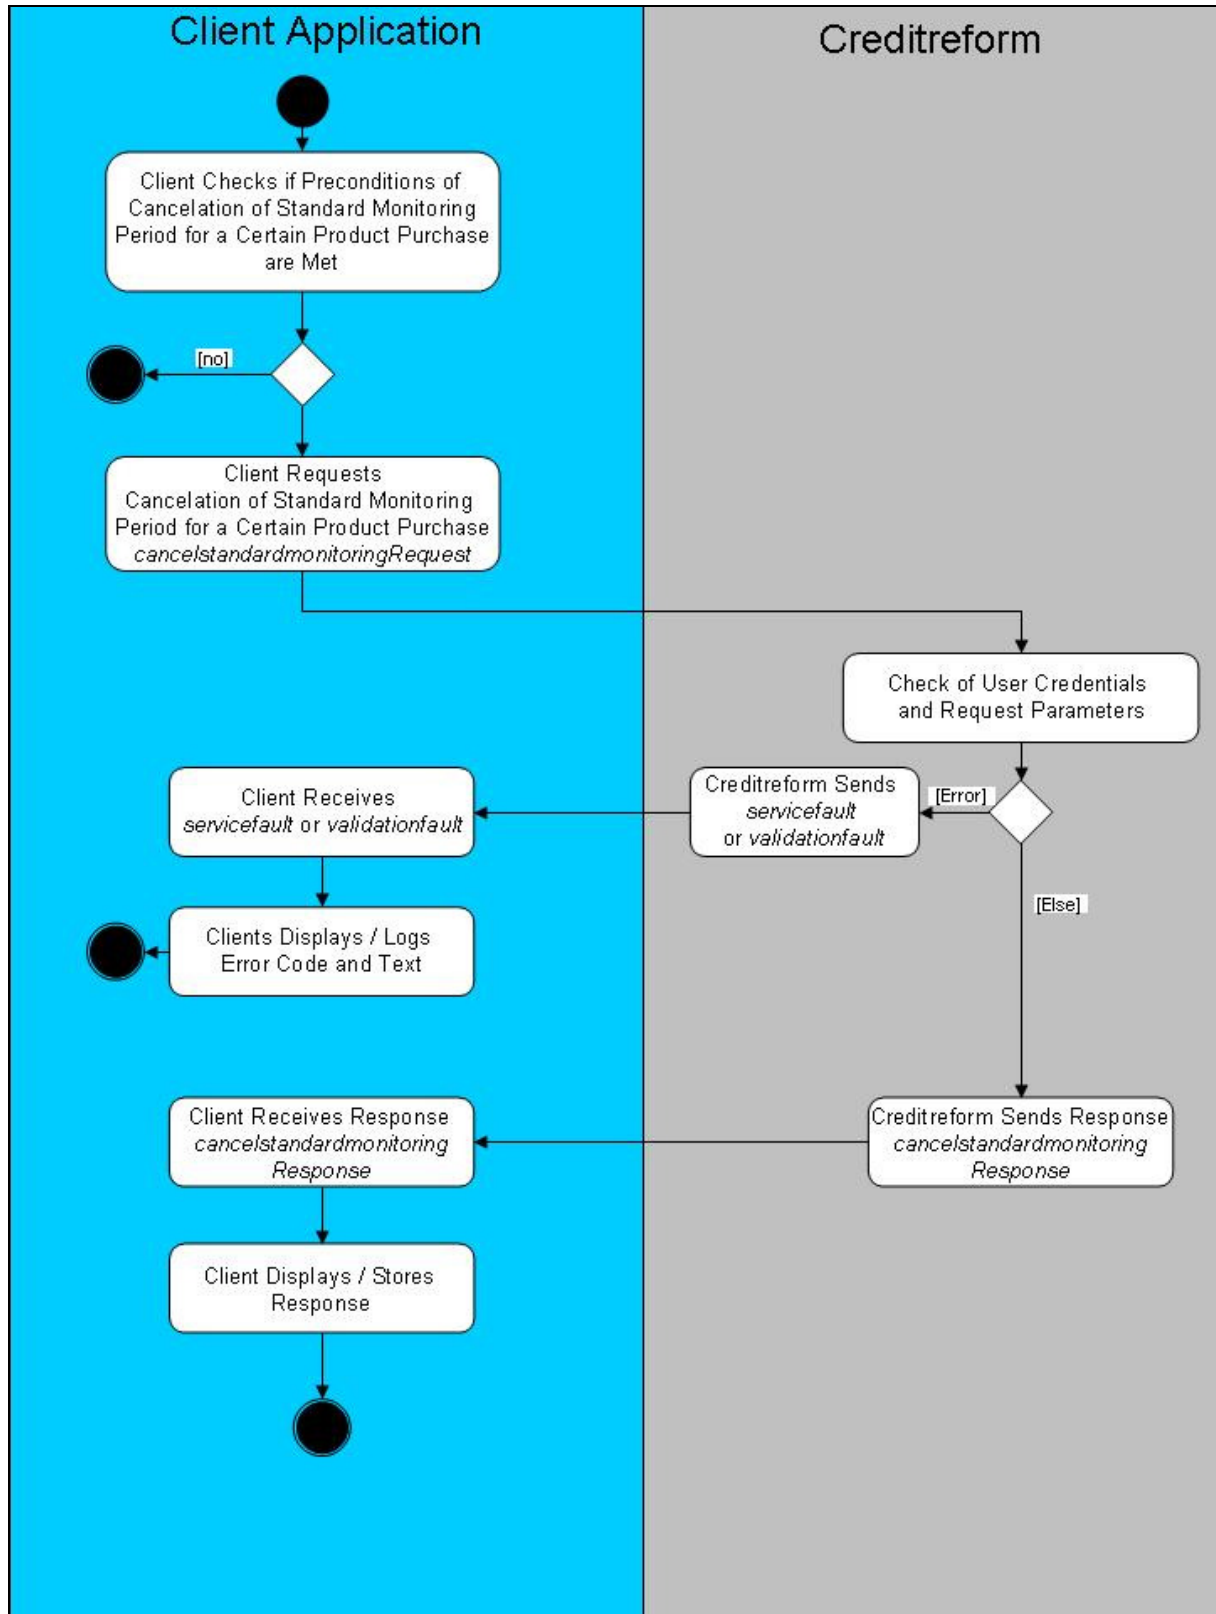 Client Application
Creditreform
Client Checks if Preconditions of
Cancelation of Standard Monitoring
Period for a Certain Product Purchase
are Met
[no]
Client Requests
Cancelation of Standard Monitoring
Period for a Certain Product Purchase
cancelstandardmonitoringRequest
Check of User Credentials
and Request Parameters
[Error]
Creditreform Sends
servicefault
or validationfault
Client Receives
servicefault or validationfault
Clients Displays / Logs
Error Code and Text
[Else]
Creditreform Sends Response
cancelstandardmonitoring
Response
Client Receives Response
cancelstandardmonitoring
Response
Client Displays / Stores
Response